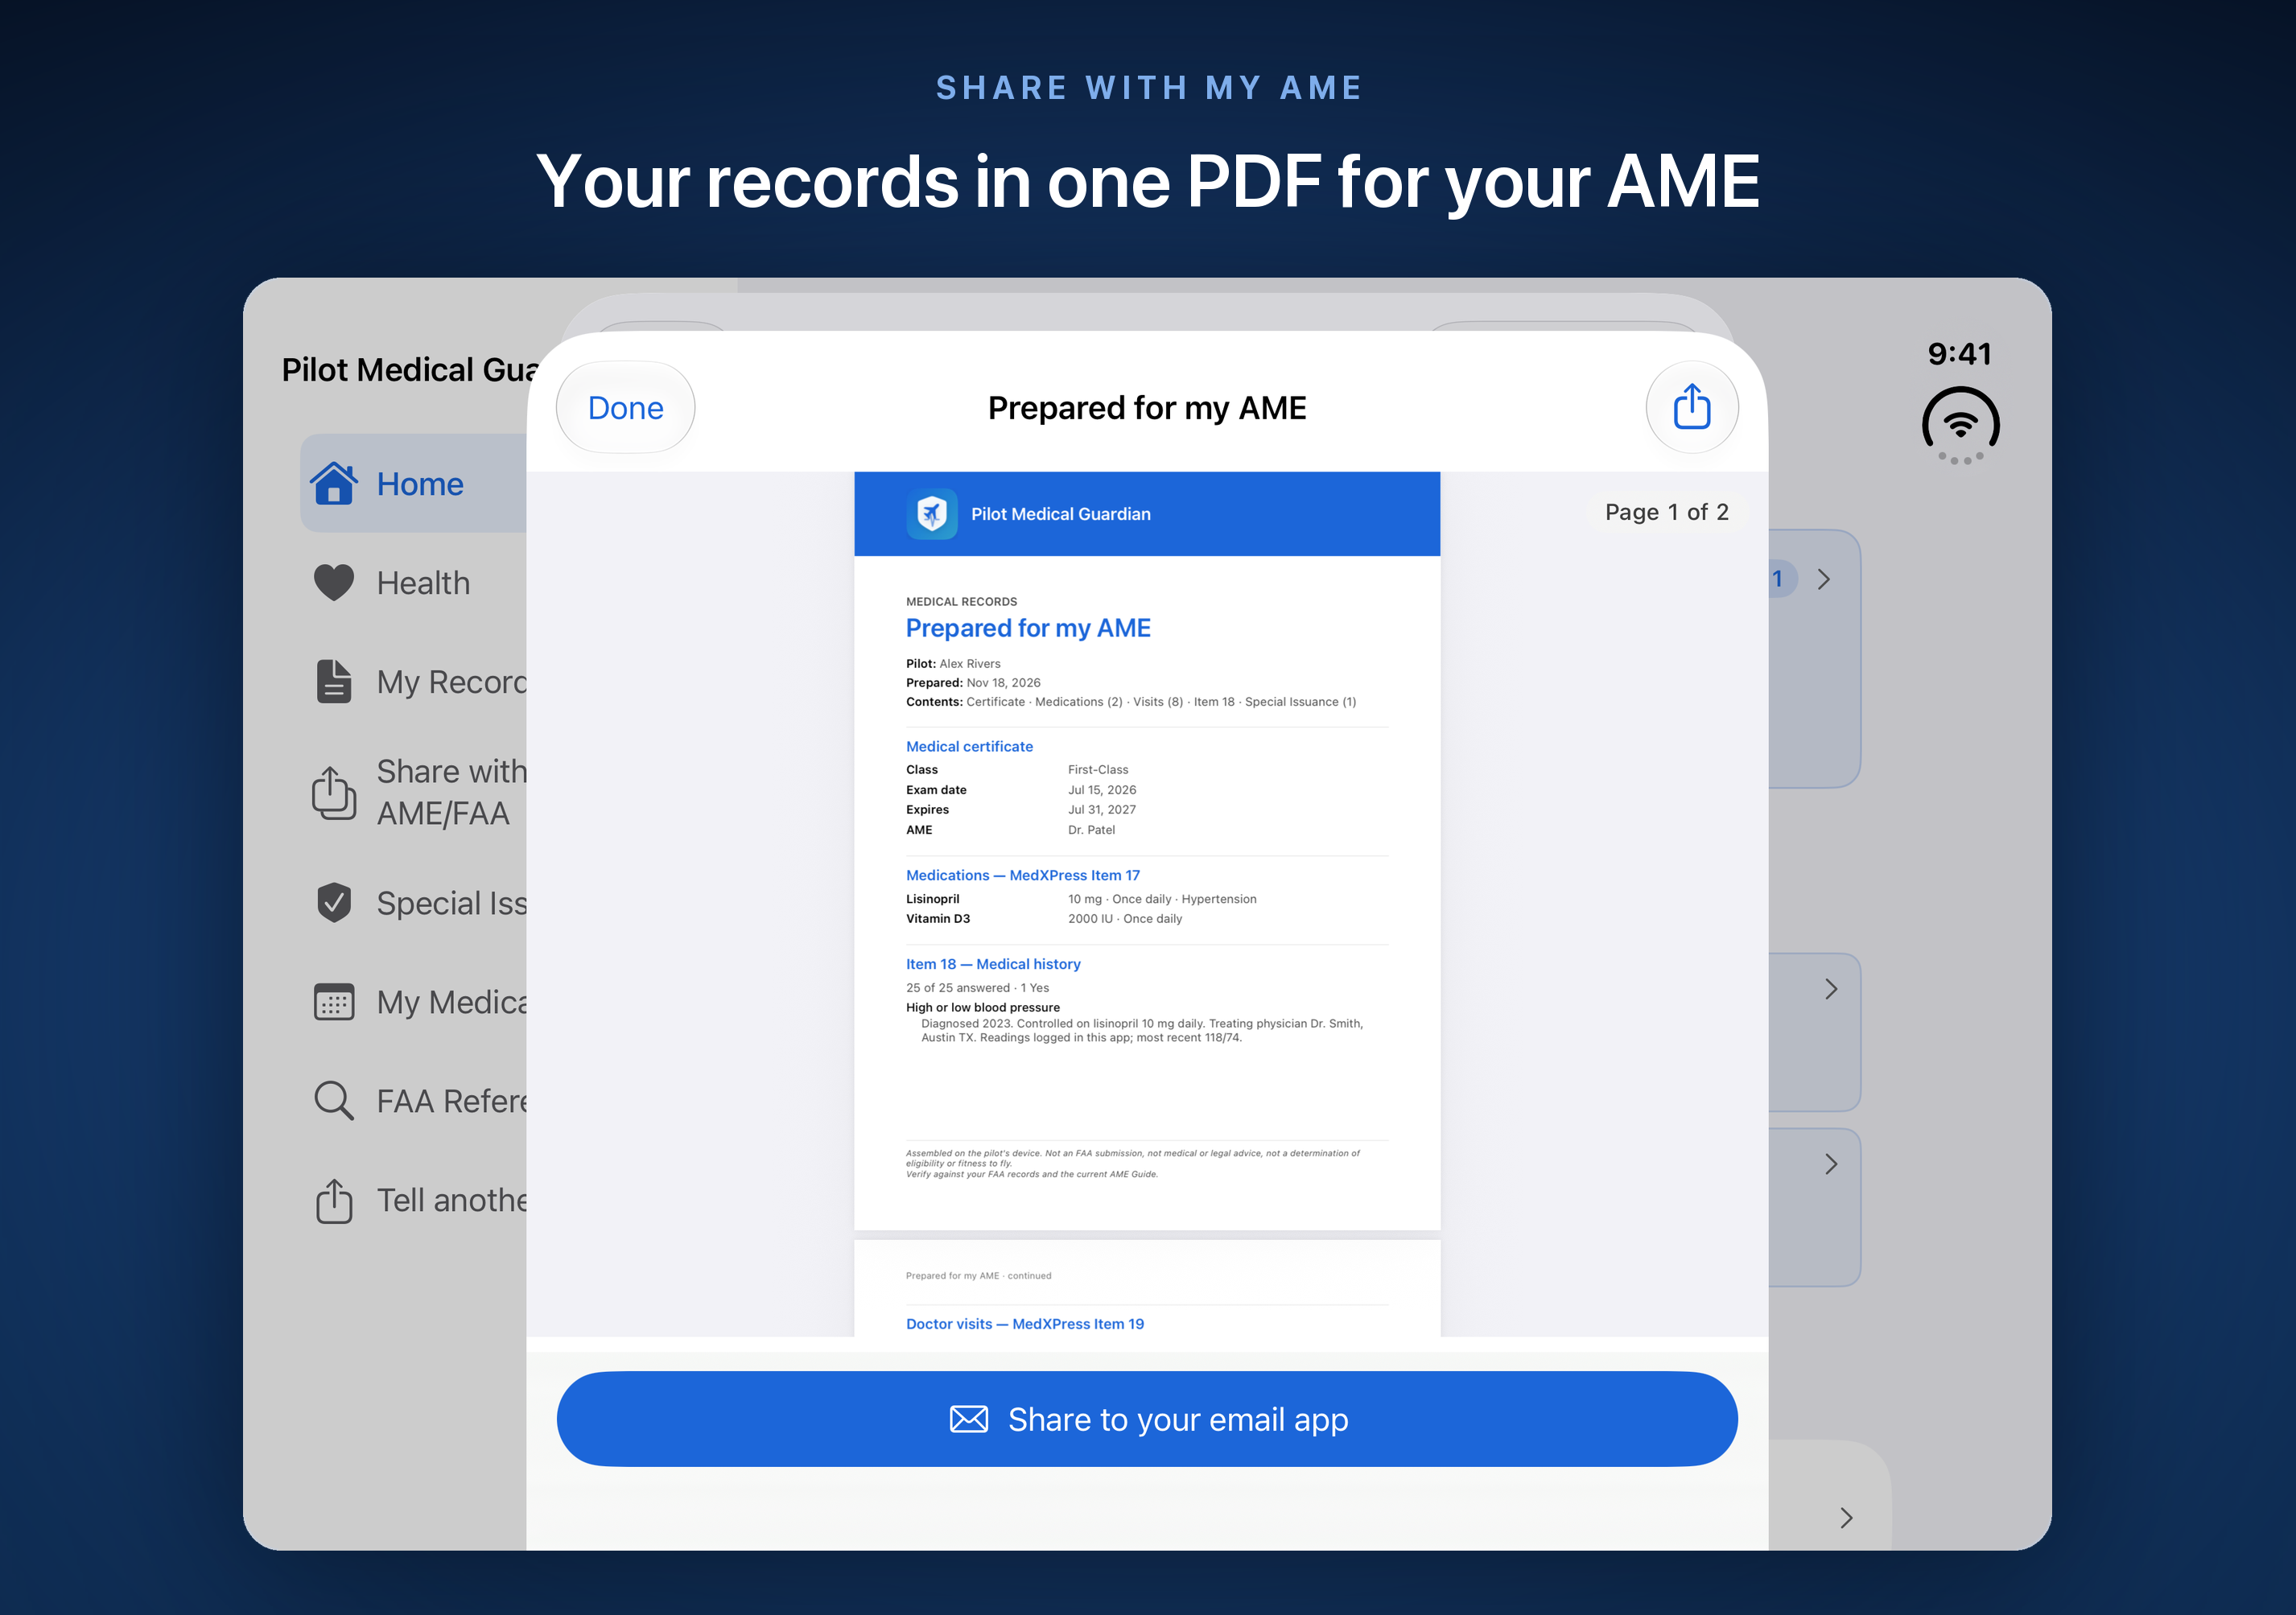 SHARE WITH MY AME
Your records in one PDF for your AME
Pilot Medical Gua
9:41
Done
Prepared for my AME
Home
Health
My Record
Share with
AME/FAA
Special Iss
My Medica
FAA Refere
Tell anothe
Page 1 of 2
1
Pilot Medical Guardian
MEDICAL RECORDS
Prepared for my AME
Pilot: Alex Rivers
Prepared: Nov 18, 2026
Contents: Certificate · Medications (2) · Visits (8) · Item 18 · Special Issuance (1)
Medical certificate
Class First-Class
Exam date Jul 15, 2026
Expires Jul 31, 2027
AME Dr. Patel
Medications — MedXPress Item 17
Lisinopril 10 mg · Once daily · Hypertension
Vitamin D3 2000 IU · Once daily
Item 18 — Medical history
25 of 25 answered · 1 Yes
High or low blood pressure
Diagnosed 2023. Controlled on lisinopril 10 mg daily. Treating physician Dr. Smith,
Austin TX. Readings logged in this app; most recent 118/74.
Assembled on the pilot's device. Not an FAA submission, not medical or legal advice, not a determination of
eligibility or fitness to fly.
Verify against your FAA records and the current AME Guide.
Prepared for my AME · continued
Doctor visits — MedXPress Item 19
Share to your email app